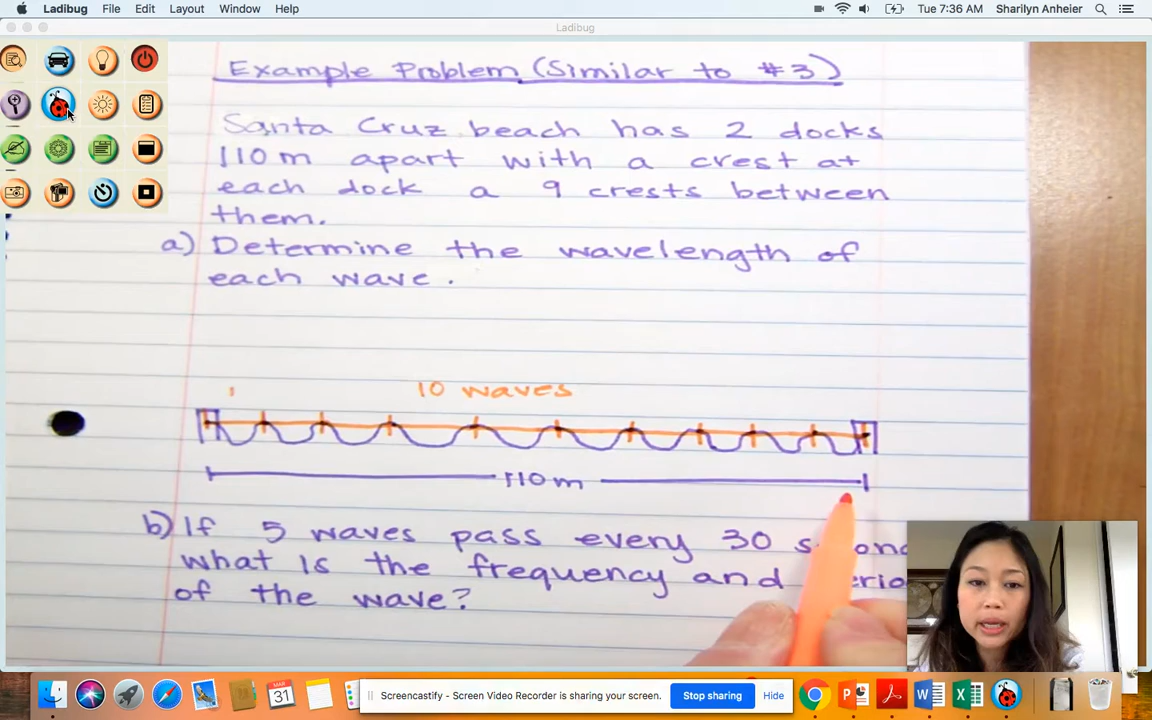 Ladibug File Edit Layout Window Help Tue 7:36 AM Sharilyn Anheier
Ladibug
Example Problem (Similar to #3)
Santa Cruz beach has 2 docks
110 m apart with a crest at
each dock a 9 crests between
them.
a) Determine the wavelength of
each wave.
10 waves
110 m
b) If 5 waves pass every 30
what is the frequency and
of the wave?
Screencastify - Screen Video Recorder is sharing your screen. Stop sharing Hide
31